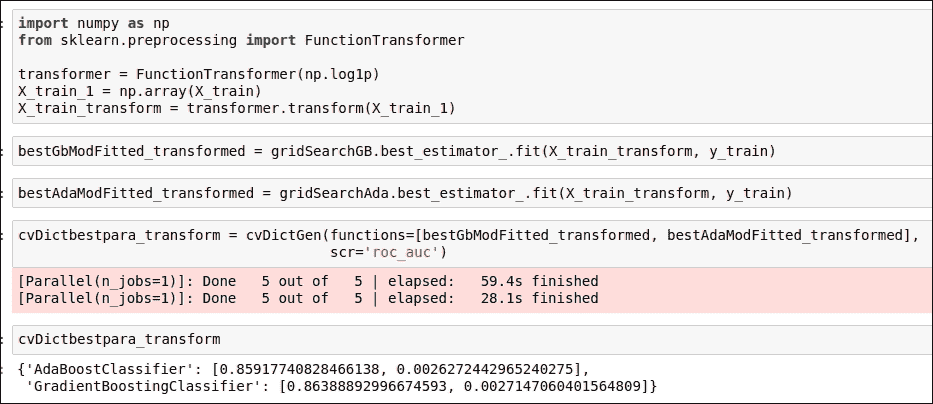 import numpy as np
from sklearn.preprocessing import FunctionTransformer
transformer = FunctionTransformer(np.log1p)
X_train_1 = np.array(X_train)
X_train_transform = transformer.transform(X_train_1)
bestGbModFitted_transformed = gridSearchGB.best_estimator_.fit(X_train_transform, y_train)
bestAdaModFitted_transformed = gridSearchAda.best_estimator_.fit(X_train_transform, y_train)
cvDictbestpara_transform = cvDictGen(functions=[bestGbModFitted_transformed, bestAdaModFitted_transformed],
scr='roc_auc')
[Parallel(n_jobs=1)]: Done   5 out of   5 | elapsed:   59.4s finished
[Parallel(n_jobs=1)]: Done   5 out of   5 | elapsed:   28.1s finished
cvDictbestpara_transform
{'AdaBoostClassifier': [0.85917740828466138, 0.0026272442965240275],
'GradientBoostingClassifier': [0.86388892996674593, 0.0027147060401564809]}